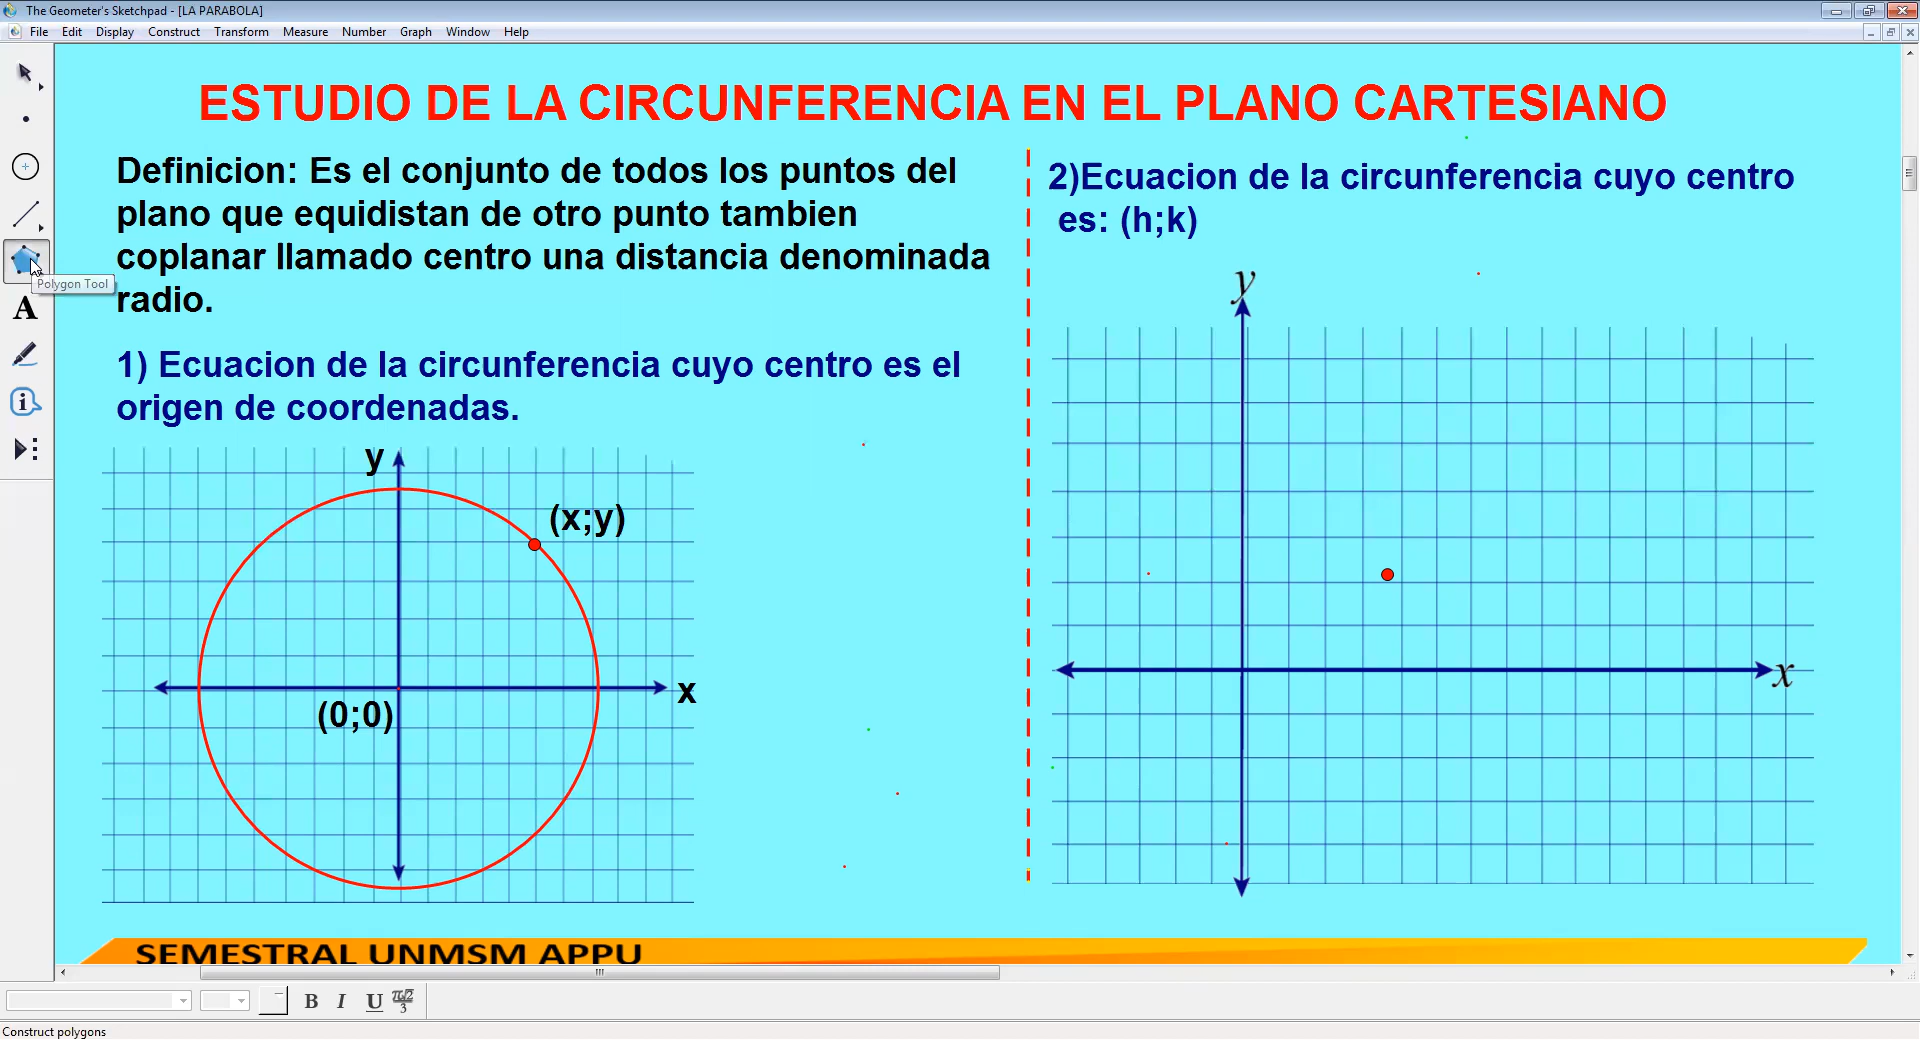 The Geometer's Sketchpad - [LA PARABOLA]
File Edit Display Construct Transform Measure Number Graph Window Help
ESTUDIO DE LA CIRCUNFERENCIA EN EL PLANO CARTESIANO
Definicion: Es el conjunto de todos los puntos del
plano que equidistan de otro punto tambien
coplanar llamado centro una distancia denominada
radio.
Polygon Tool
A
1) Ecuacion de la circunferencia cuyo centro es el
origen de coordenadas.
y
(x;y)
x
(0;0)
2)Ecuacion de la circunferencia cuyo centro
es: (h;k)
y
x
SEMESTRAL UNMSM APPU
B I U
Construct polygons